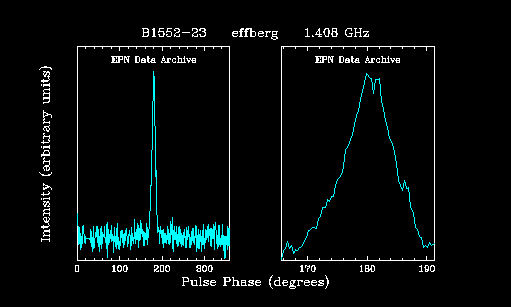 B1552-23 effberg 1.408 GHz
EPN Data Archive EPN Data Archive
Intensity (arbitrary units)
0 100 200 300 170 180 190
Pulse Phase (degrees)